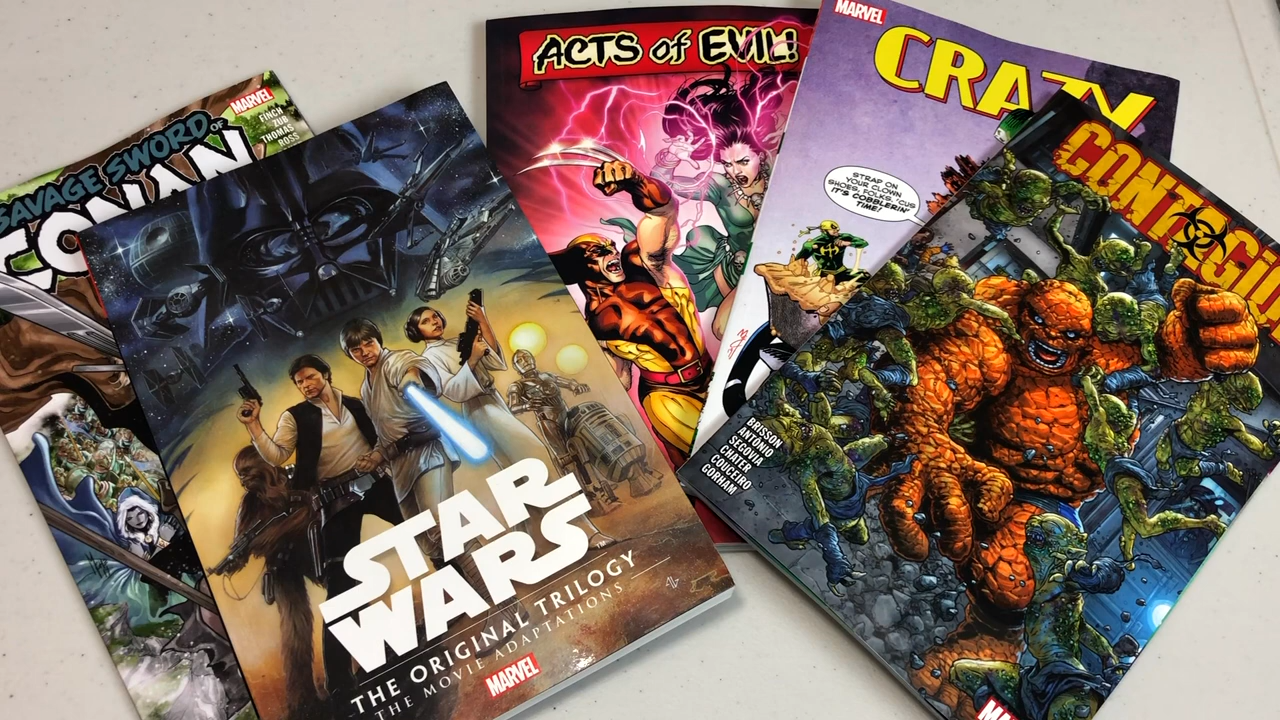 MARVEL
FINCH
ZUB
THOMAS
ROSS
SAVAGE SWORD OF
CONAN
STAR
WARS
THE ORIGINAL TRILOGY
THE MOVIE ADAPTATIONS
MARVEL
ACTS of EVIL!
MARVEL
CRAZY
STRAP ON
YOUR CLOWN
SHOES, FOLKS. 'CUS
IT'S COBBLERIN'
TIME!
BRISSON
ANTONIO
SEGOVIA
CHATER
COUCEIRO
GORHAM